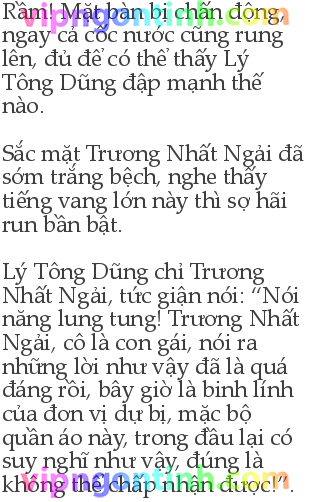 Rầm! Mặt bàn bị chấn động,
vipngontinh.com
ngay cả cốc nước cũng rung
lên, đủ để có thể thấy Lý
Tông Dũng đập mạnh thế
nào.
Sắc mặt Trương Nhất Ngải đã
sớm trắng bệch, nghe thấy
tiếng vang lớn này thì sợ hãi
run bần bật.
Lý Tông Dũng chỉ Trương
Nhất Ngải, tức giận nói: “Nói
năng lung tung! Trương Nhất
Ngải, cô là con gái, nói ra
những lời như vậy đã là quá
đáng rồi, bây giờ là binh lính
của đơn vị dự bị, mặc bộ
quần áo này, trong đầu lại có
suy nghĩ như vậy, đúng là
vipngontinh.com
không thể chấp nhận được!”